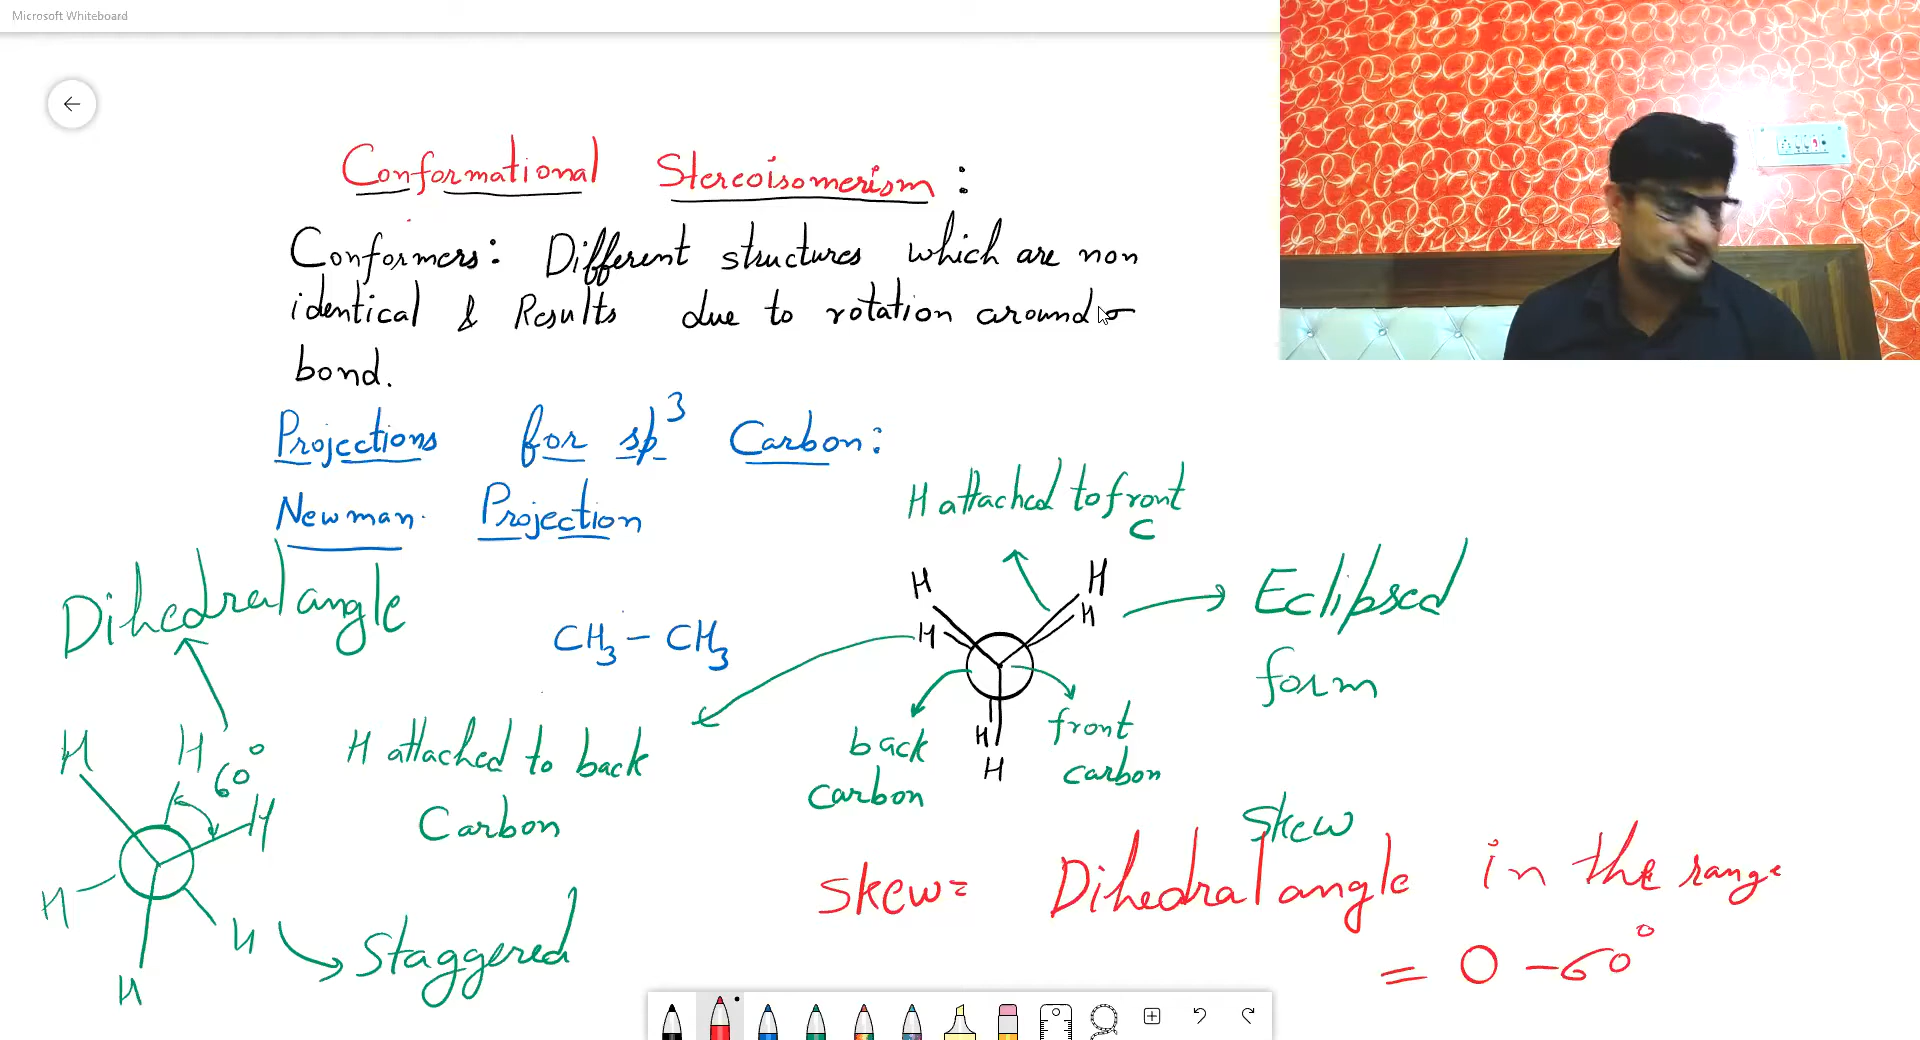 Microsoft Whiteboard
Conformational Stereoisomerism :
Conformers: Different structures which are non
identical & Results due to rotation around σ
bond.
Projections for sp³ Carbon:
Newman Projection
H attached to front
C
Dihedral angle
CH₃ - CH₃
H
H
H
H
H
H
Eclipsed
form
back
carbon
front
carbon
H attached to back
Carbon
H
H
60°
H
H
H
H
Staggered
skew
skew = Dihedral angle in the range
= 0 - 60°